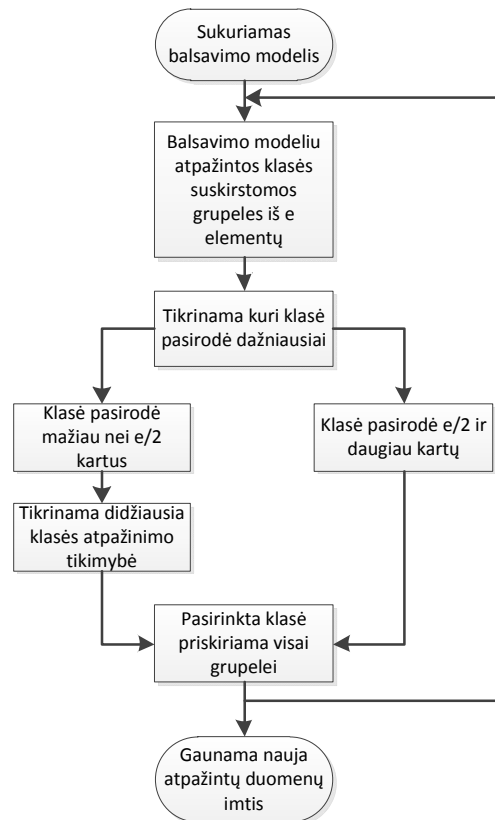 Sukuriamas
balsavimo modelis
Balsavimo modeliu
atpažintos klasės
suskirstomos
grupeles iš e
elementų
Tikrinama kuri klasė
pasirodė dažniausiai
Klasė pasirodė
mažiau nei e/2
kartus
Klasė pasirodė e/2 ir
daugiau kartų
Tikrinama didžiausia
klasės atpažinimo
tikimybė
Pasirinkta klasė
priskiriama visai
grupelei
Gaunama nauja
atpažintų duomenų
imtis